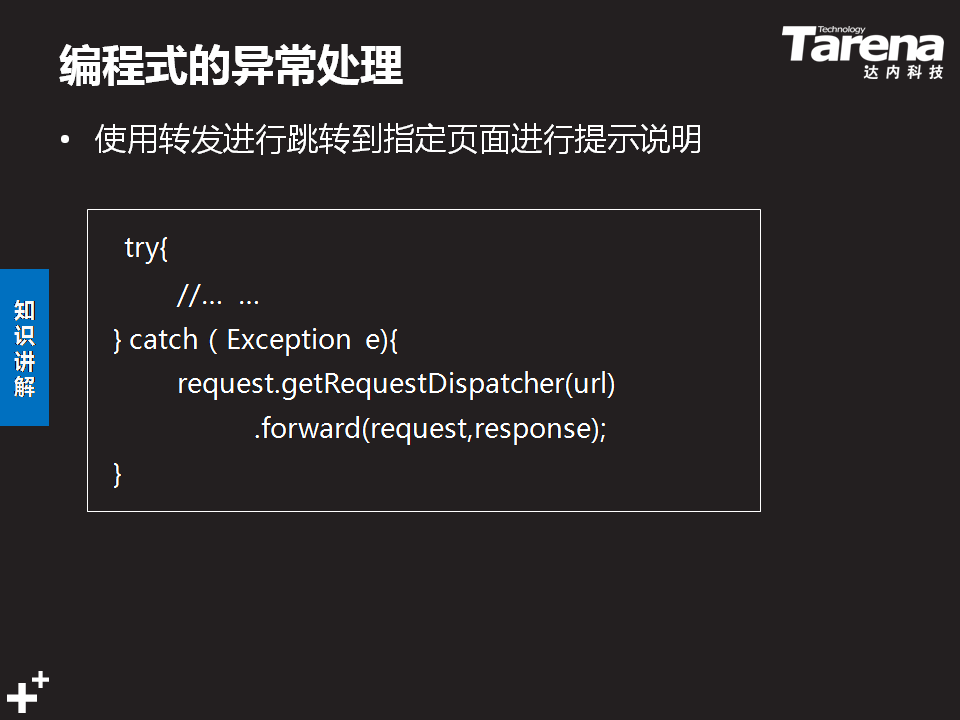 编程式的异常处理
Technology
Tarena
达内科技
• 使用转发进行跳转到指定页面进行提示说明
try{
//… …
} catch ( Exception e){
request.getRequestDispatcher(url)
.forward(request,response);
}
知识讲解